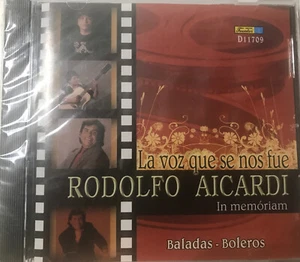 D11709
La voz que se nos fue
RODOLFO AICARDI
In memóriam
Baladas - Boleros